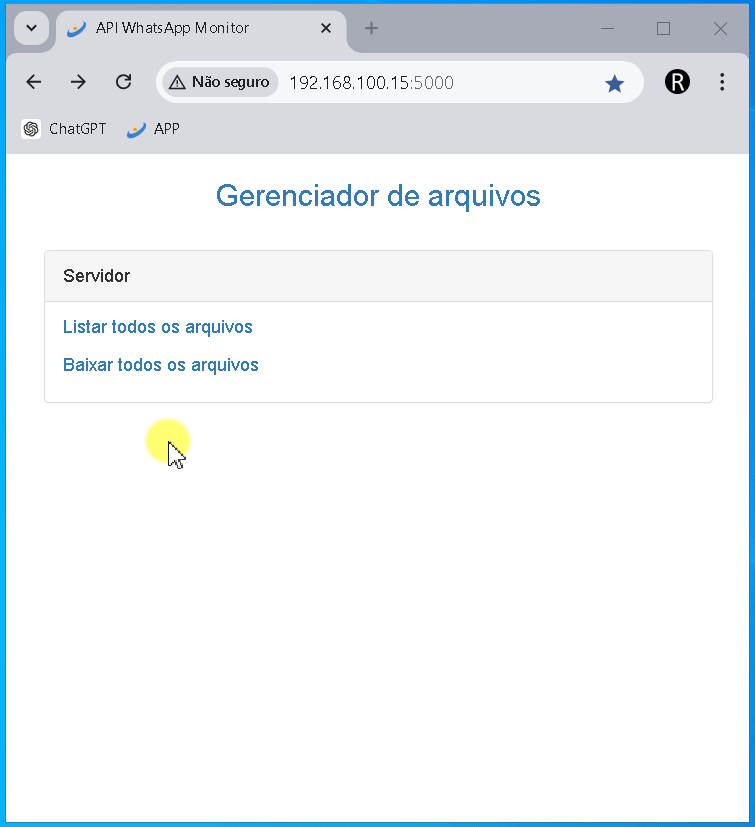 API WhatsApp Monitor
Não seguro 192.168.100.15:5000
R
ChatGPT APP
Gerenciador de arquivos
Servidor
Listar todos os arquivos
Baixar todos os arquivos